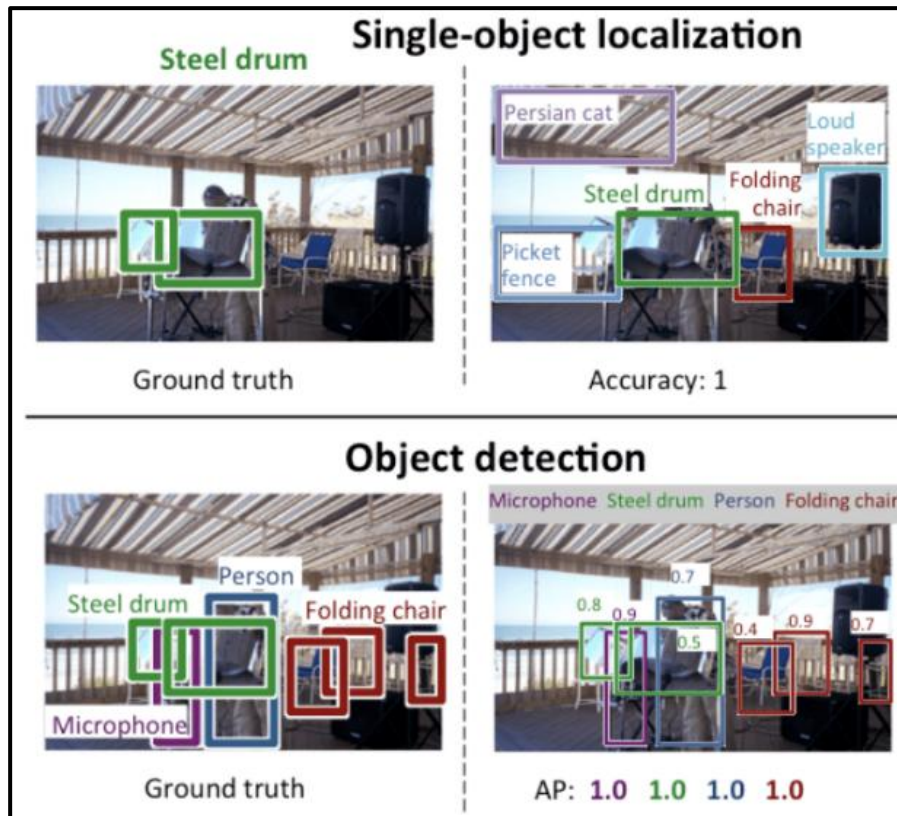 Single-object localization
Steel drum
Persian cat
Loud
speaker
Steel drum
Folding
chair
Picket
fence
Ground truth
Accuracy: 1
Object detection
Microphone Steel drum Person Folding chair
Person
Steel drum
Folding chair
Microphone
0.7
0.8
0.9
0.5
0.4
0.9
0.7
Ground truth
AP: 1.0 1.0 1.0 1.0